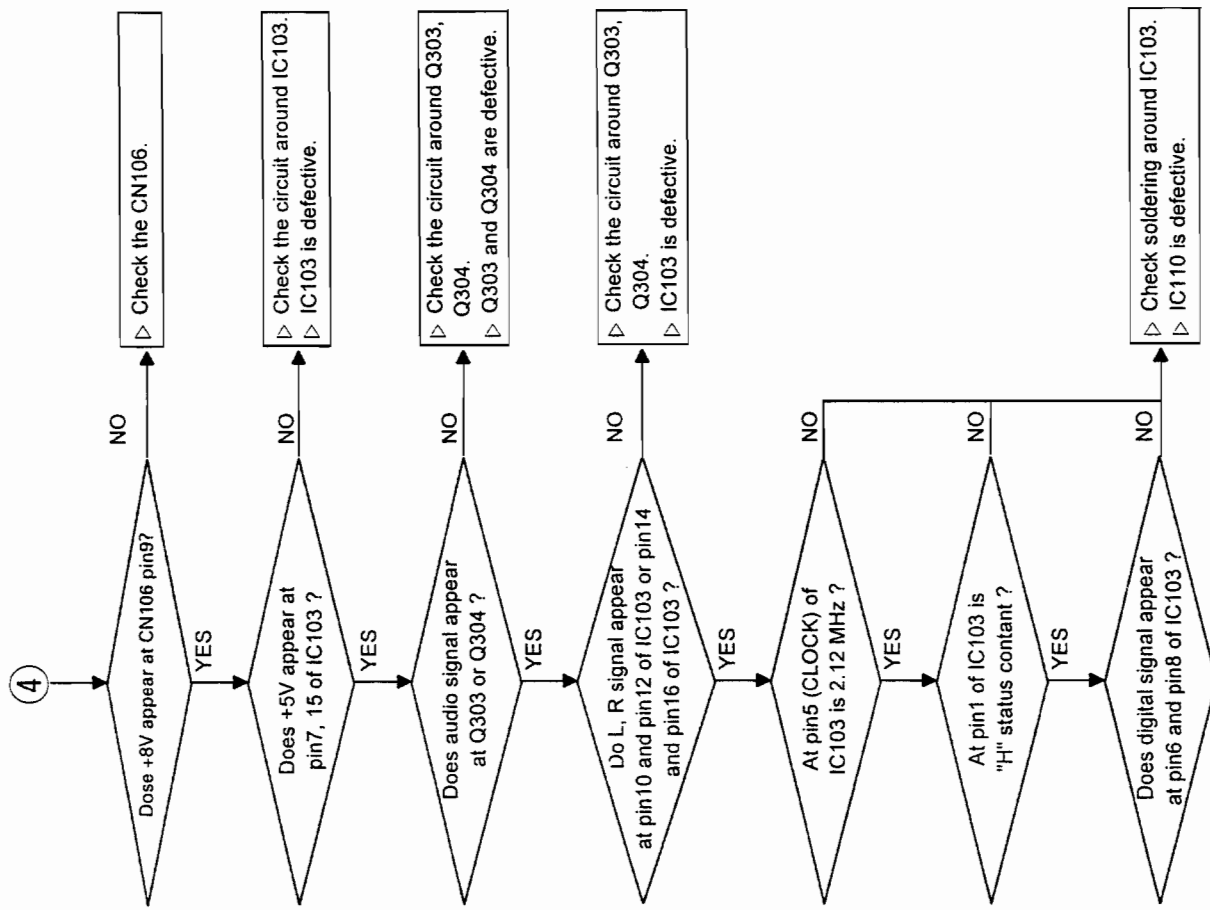 4
Dose +8V appear at CN106 pin9?
NO
▷ Check the CN106.
YES
Does +5V appear at
pin7, 15 of IC103 ?
NO
▷ Check the circuit around IC103.
▷ IC103 is defective.
YES
Does audio signal appear
at Q303 or Q304 ?
NO
▷ Check the circuit around Q303,
Q304.
▷ Q303 and Q304 are defective.
YES
Do L, R signal appear
at pin10 and pin12 of IC103 or pin14
and pin16 of IC103 ?
NO
▷ Check the circuit around Q303,
Q304.
▷ IC103 is defective.
YES
At pin5 (CLOCK) of
IC103 is 2.12 MHz ?
NO
YES
At pin1 of IC103 is
"H" status contant ?
NO
YES
Does digital signal appear
at pin6 and pin8 of IC103 ?
NO
▷ Check soldering around IC103.
▷ IC110 is defective.